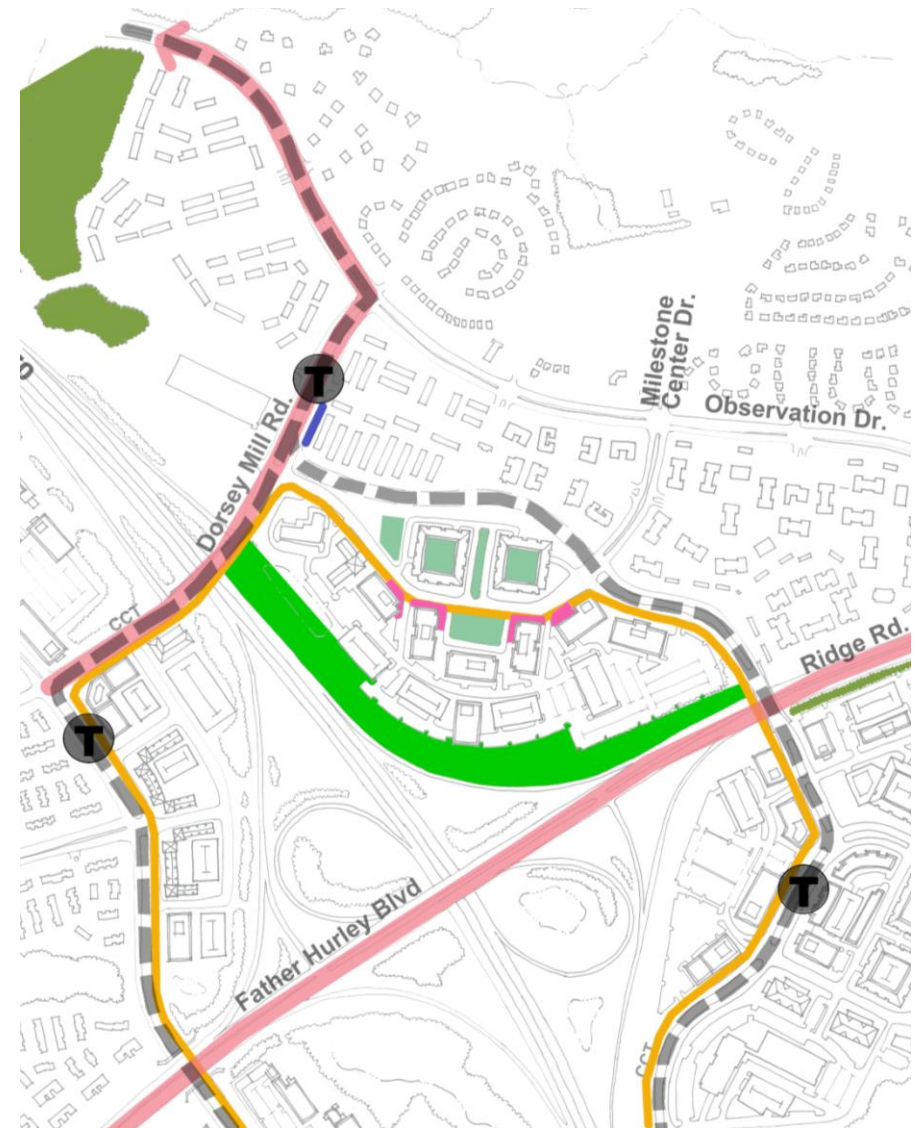 T
Milestone
Center Dr.
Observation Dr.
Dorsey Mill Rd.
CCT
Ridge Rd.
T
T
Father Hurley Blvd
CCT